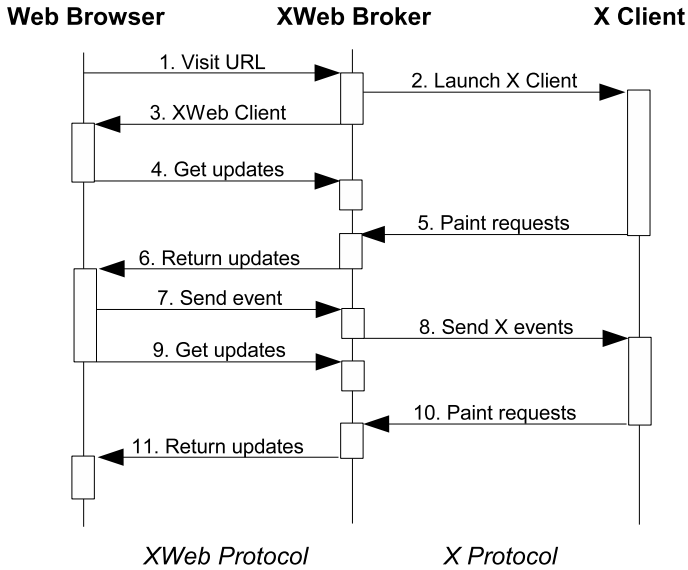 Web Browser XWeb Broker X Client
1. Visit URL
2. Launch X Client
3. XWeb Client
4. Get updates
5. Paint requests
6. Return updates
7. Send event
8. Send X events
9. Get updates
10. Paint requests
11. Return updates
XWeb Protocol X Protocol